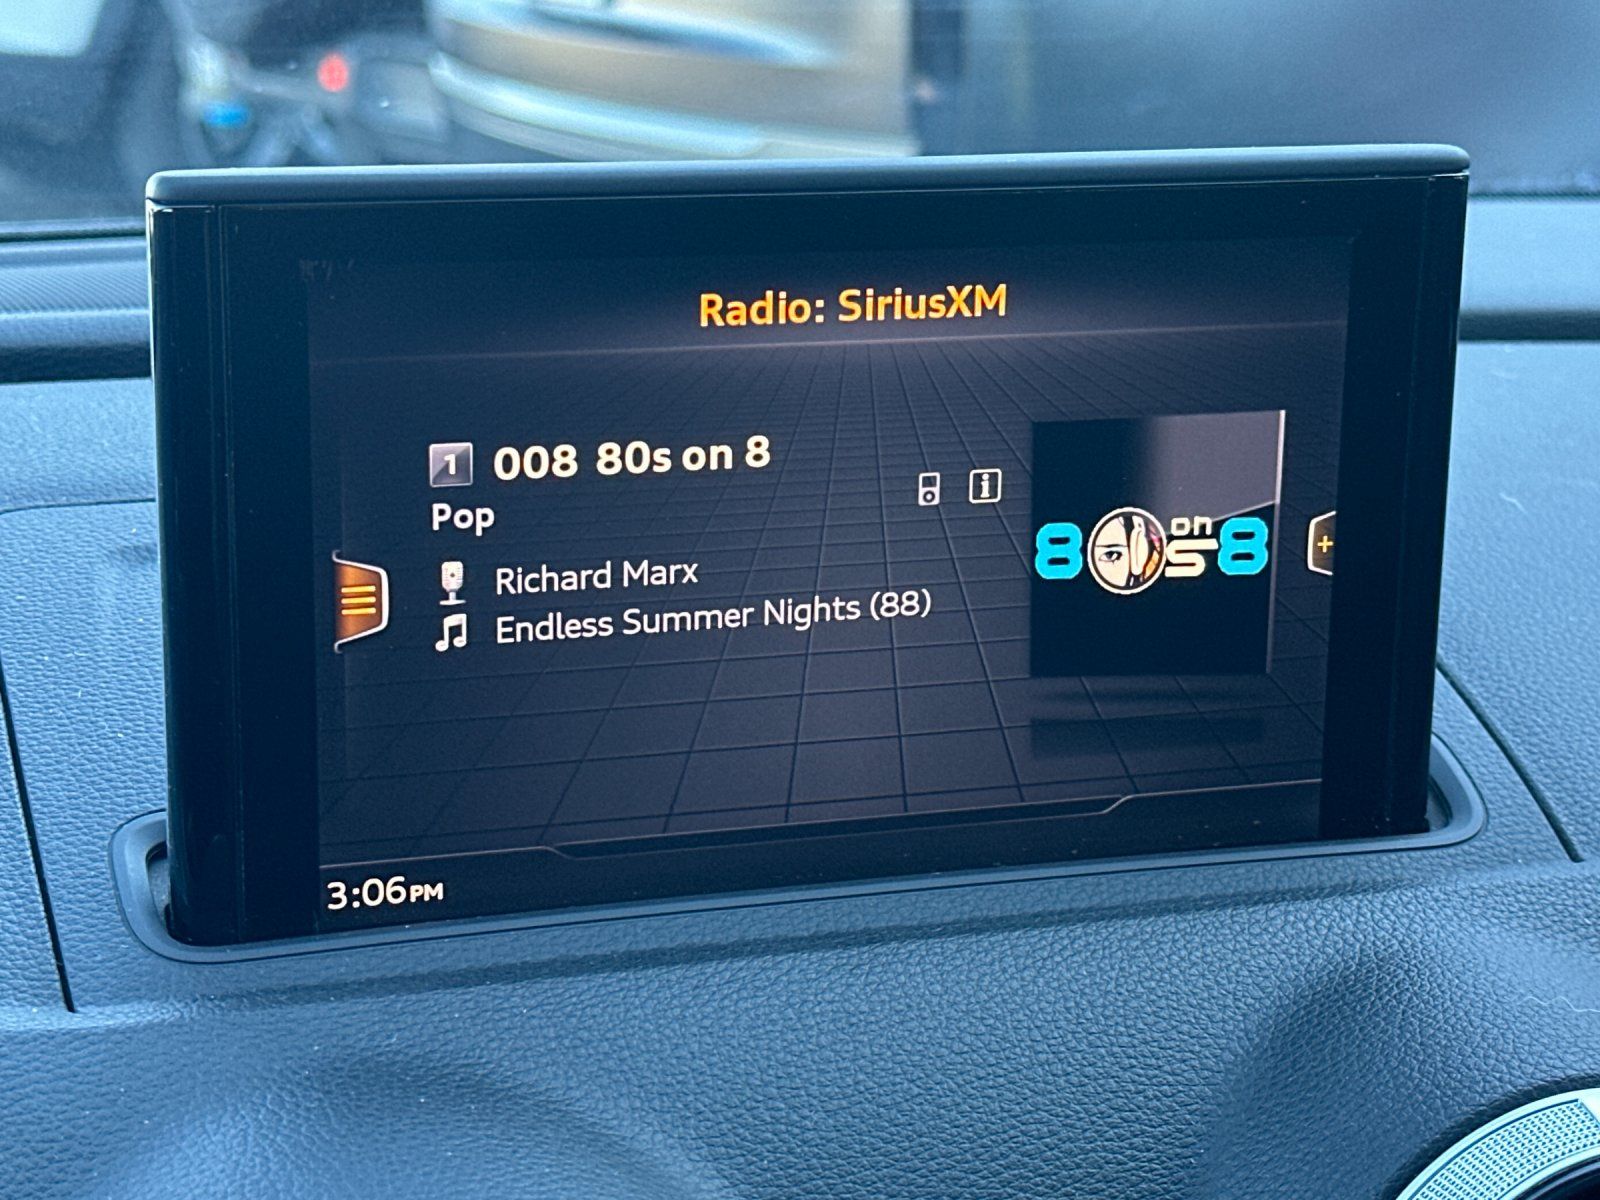 Radio: SiriusXM
1 008 80s on 8
Pop
Richard Marx
Endless Summer Nights (88)
80s on 8
3:06PM